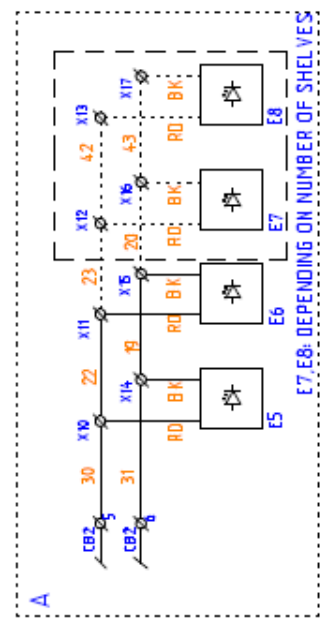 A
CB2 30 X10 22 X11 23 X12 42 X13
5
CB2 31 X14 19 X15 20 X16 43 X17
6
RD BK RD BK RD BK RD BK
E5 E6 E7 E8
E7,E8: DEPENDING ON NUMBER OF SHELVES